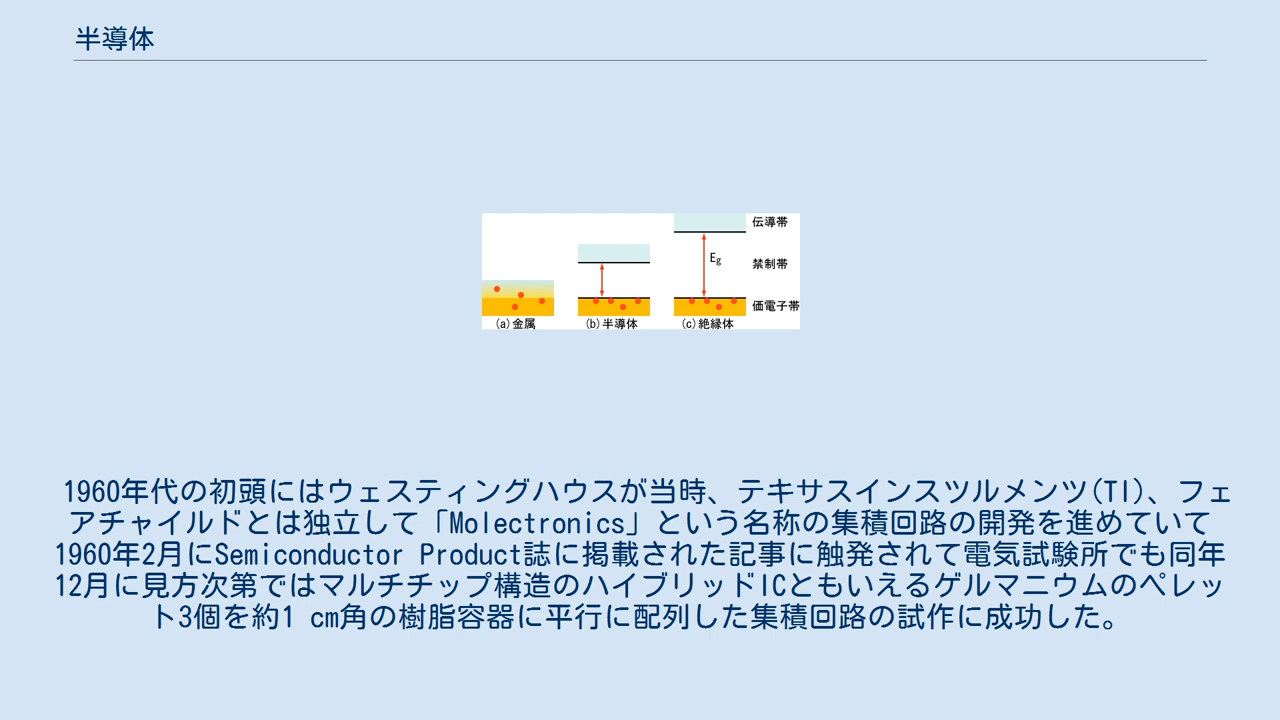 半導体
伝導帯
Eg
禁制帯
価電子帯
(a)金属
(b)半導体
(c)絶縁体
1960年代の初頭にはウェスティングハウスが当時、テキサスインスツルメンツ(TI)、フェ
アチャイルドとは独立して「Molectronics」という名称の集積回路の開発を進めていて
1960年2月にSemiconductor Product誌に掲載された記事に触発されて電気試験所でも同年
12月に見方次第ではマルチチップ構造のハイブリッドICともいえるゲルマニウムのペレッ
ト3個を約1 cm角の樹脂容器に平行に配列した集積回路の試作に成功した。